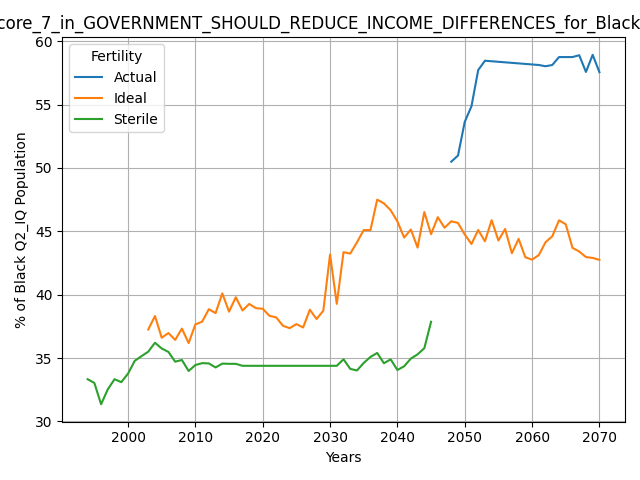 core_7_in_GOVERNMENT_SHOULD_REDUCE_INCOME_DIFFERENCES_for_Black
Fertility
Actual
Ideal
Sterile
% of Black Q2_IQ Population
60
55
50
45
40
35
30
2000 2010 2020 2030 2040 2050 2060 2070
Years